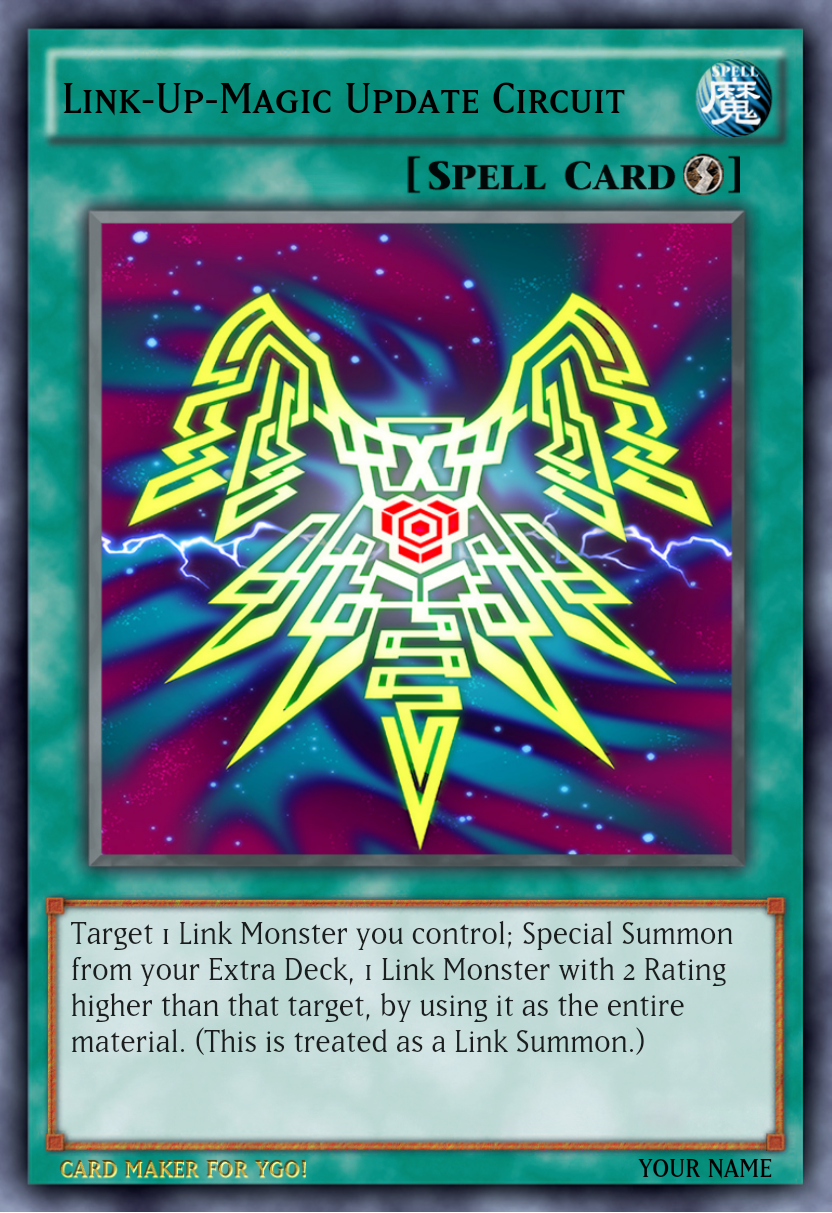 Link-Up-Magic Update Circuit
SPELL
魔
[Spell Card]
Target 1 Link Monster you control; Special Summon
from your Extra Deck, 1 Link Monster with 2 Rating
higher than that target, by using it as the entire
material. (This is treated as a Link Summon.)
CARD MAKER FOR YGO! YOUR NAME